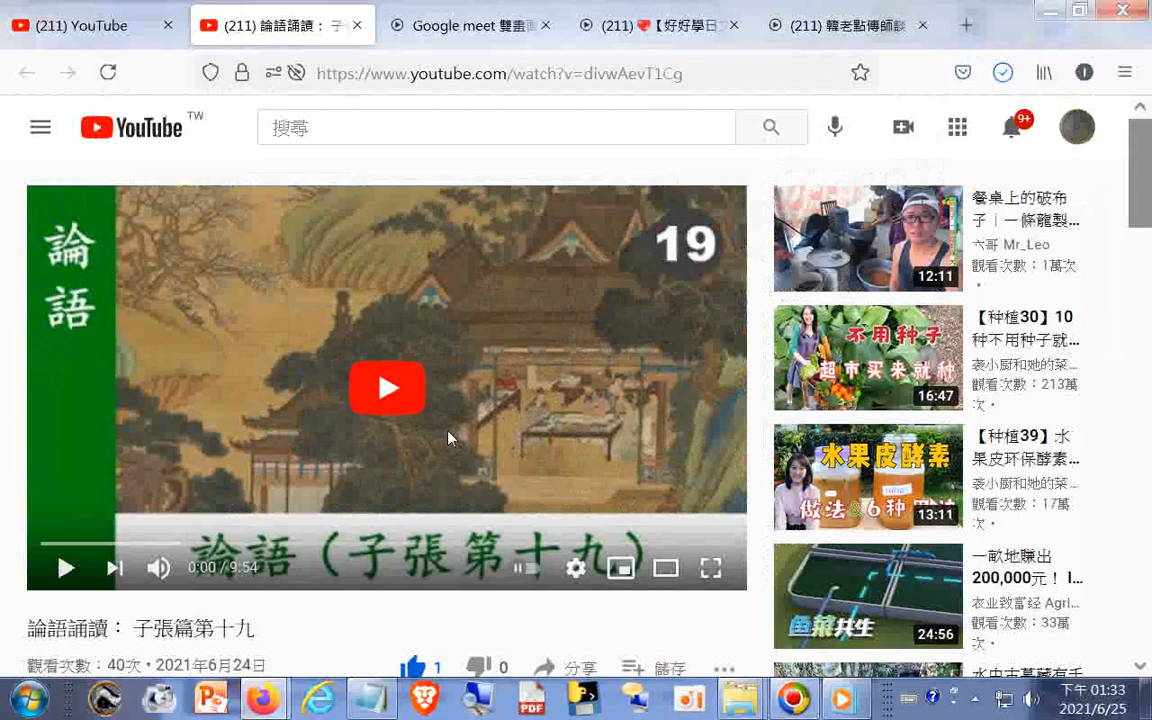 (211) YouTube
(211) 論語誦讀： 子
Google meet 雙畫
(211) ❤【好好學日文
(211) 韓老點傳師談
https://www.youtube.com/watch?v=divwAevT1Cg
YouTube TW
搜尋
9+
論語
19
論語（子張第十九）
0:00 / 9:54
論語誦讀： 子張篇第十九
觀看次數：40次 • 2021年6月24日
1
0
分享
儲存
12:11
餐桌上的破布
子｜一條龍製...
六哥 Mr_Leo
觀看次數：1萬次
不用种子
超市买来就种
16:47
【种植30】10
种不用种子就...
裘小厨和她的菜...
觀看次數：213萬
次 •
水果皮酵素
13:11
【种植39】水
果皮环保酵素...
裘小厨和她的菜...
觀看次數：17萬
次 •
鱼菜共生
24:56
一畝地賺出
200,000元！ l...
农业致富经 Agri...
觀看次數：33萬
次 •
PDF
下午 01:33
2021/6/25